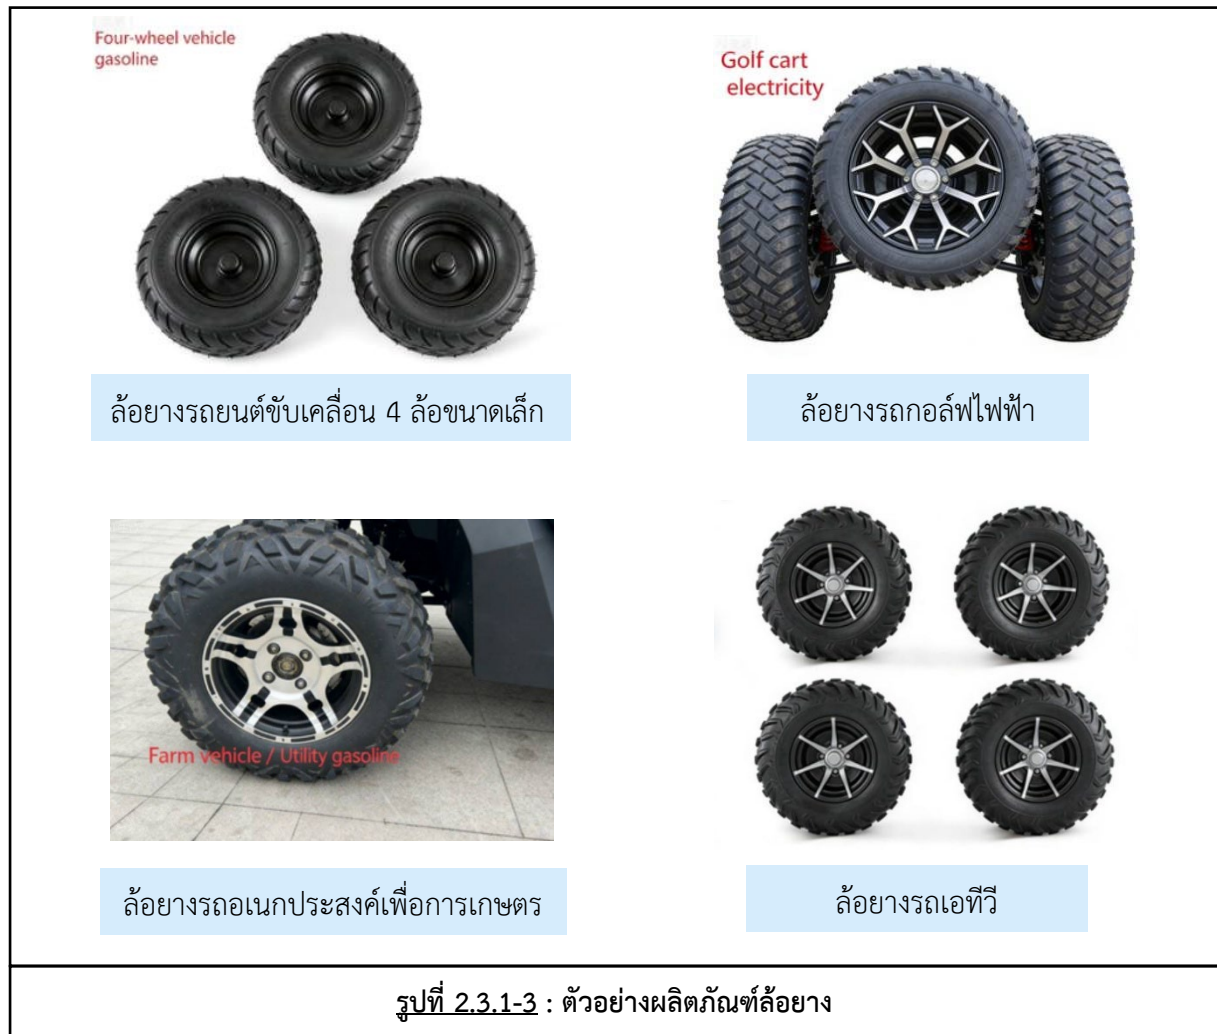 Four-wheel vehicle
gasoline
Golf cart
electricity
ล้อยางรถยนต์ขับเคลื่อน 4 ล้อขนาดเล็ก
ล้อยางรถกอล์ฟไฟฟ้า
Farm vehicle / Utility gasoline
ล้อยางรถอเนกประสงค์เพื่อการเกษตร
ล้อยางรถเอทีวี
รูปที่ 2.3.1-3 : ตัวอย่างผลิตภัณฑ์ล้อยาง